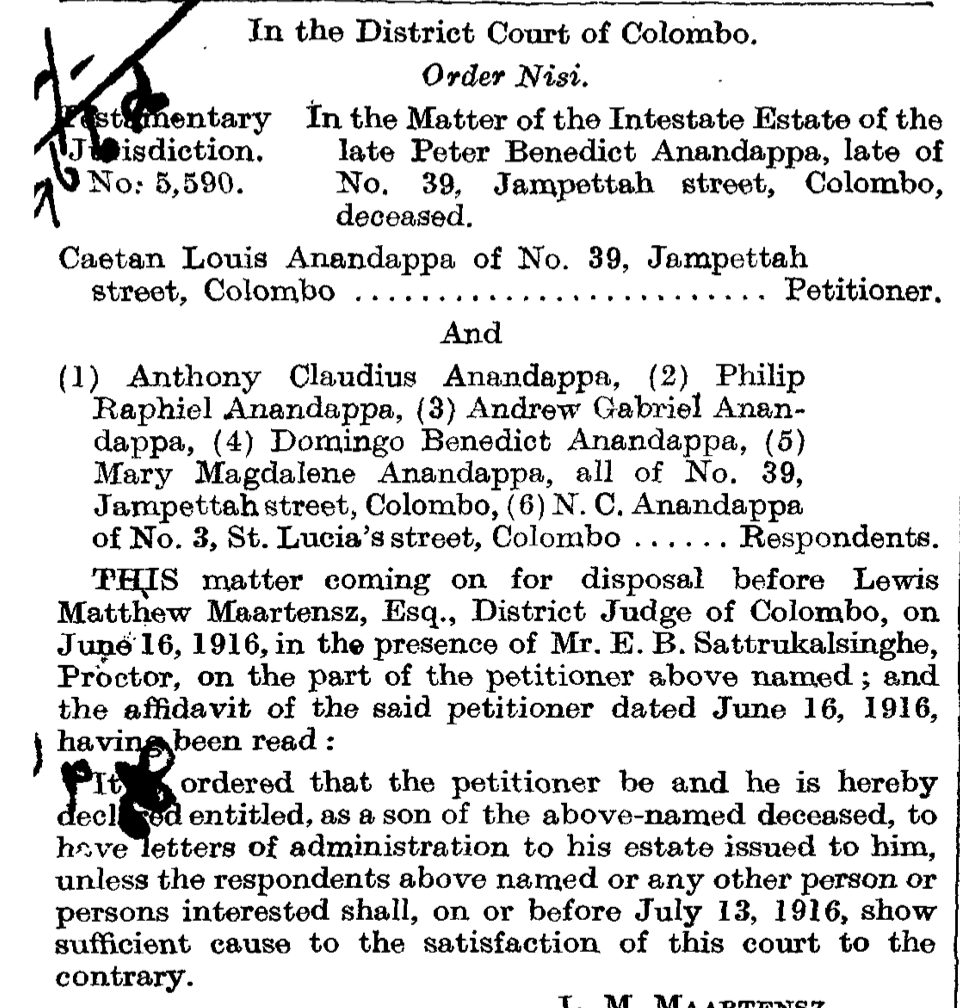 In the District Court of Colombo.
Order Nisi.
Testamentary In the Matter of the Intestate Estate of the
Jurisdiction. late Peter Benedict Anandappa, late of
No. 5,590. No. 39, Jampettah street, Colombo,
deceased.
Caetan Louis Anandappa of No. 39, Jampettah
street, Colombo .......................... Petitioner.
And
(1) Anthony Claudius Anandappa, (2) Philip
Raphiel Anandappa, (3) Andrew Gabriel Anan-
dappa, (4) Domingo Benedict Anandappa, (5)
Mary Magdalene Anandappa, all of No. 39,
Jampettah street, Colombo, (6) N. C. Anandappa
of No. 3, St. Lucia's street, Colombo ...... Respondents.
THIS matter coming on for disposal before Lewis
Matthew Maartensz, Esq., District Judge of Colombo, on
June 16, 1916, in the presence of Mr. E. B. Sattrukalsinghe,
Proctor, on the part of the petitioner above named ; and
the affidavit of the said petitioner dated June 16, 1916,
having been read :
It ordered that the petitioner be and he is hereby
declared entitled, as a son of the above-named deceased, to
have letters of administration to his estate issued to him,
unless the respondents above named or any other person or
persons interested shall, on or before July 13, 1916, show
sufficient cause to the satisfaction of this court to the
contrary.
L. M. MAARTENSZ